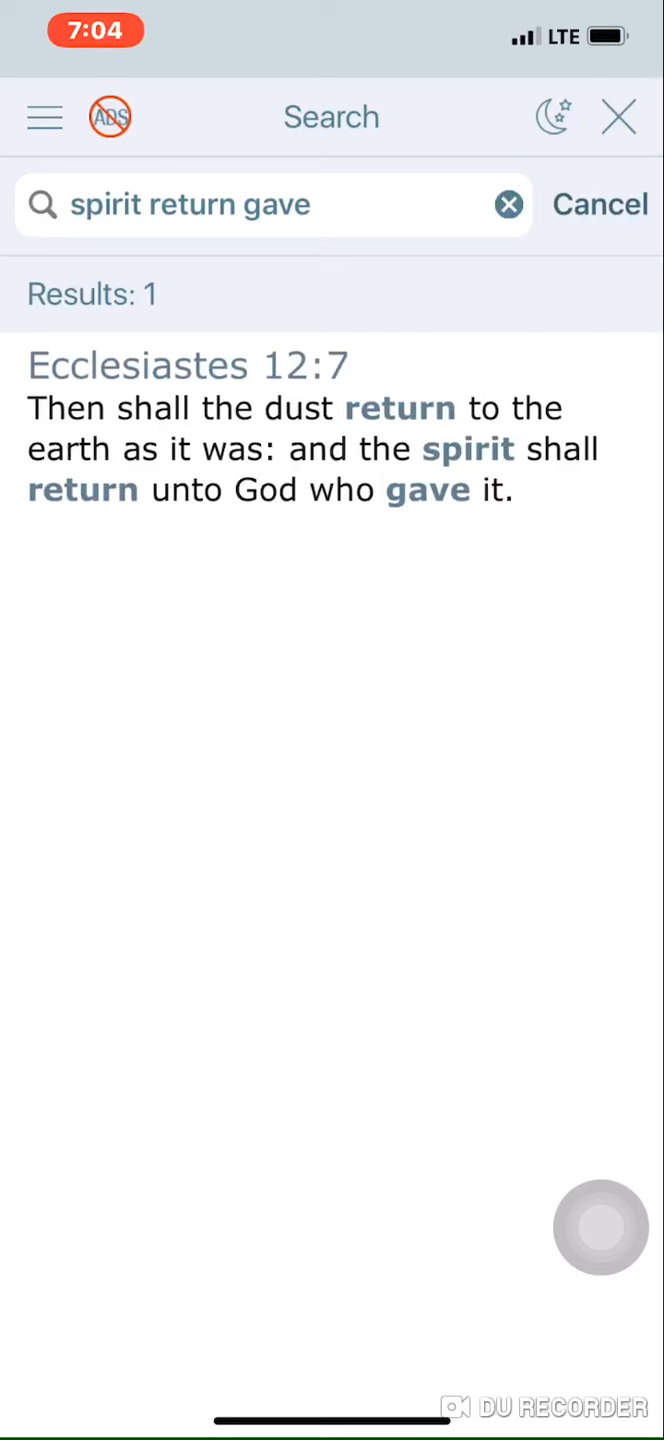 7:04 LTE
ADS Search
spirit return gave Cancel
Results: 1
Ecclesiastes 12:7
Then shall the dust return to the
earth as it was: and the spirit shall
return unto God who gave it.
DU RECORDER